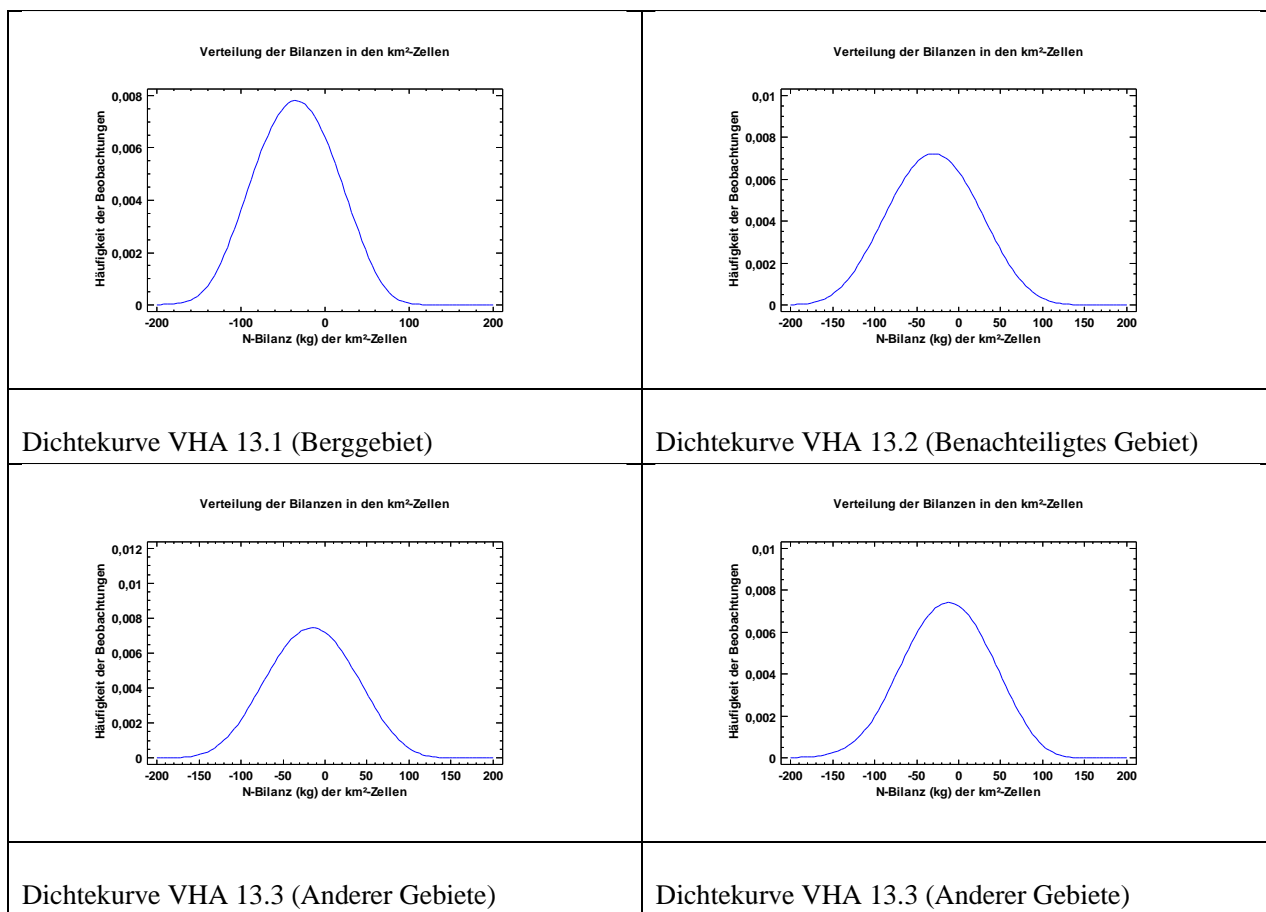 Verteilung der Bilanzen in den km²-Zellen
Häufigkeit der Beobachtungen
0,008
0,006
0,004
0,002
0
-200 -100 0 100 200
N-Bilanz (kg) der km²-Zellen
Dichtekurve VHA 13.1 (Berggebiet)
Verteilung der Bilanzen in den km²-Zellen
Häufigkeit der Beobachtungen
0,01
0,008
0,006
0,004
0,002
0
-200 -150 -100 -50 0 50 100 150 200
N-Bilanz (kg) der km²-Zellen
Dichtekurve VHA 13.2 (Benachteiligtes Gebiet)
Verteilung der Bilanzen in den km²-Zellen
Häufigkeit der Beobachtungen
0,012
0,01
0,008
0,006
0,004
0,002
0
-200 -150 -100 -50 0 50 100 150 200
N-Bilanz (kg) der km²-Zellen
Dichtekurve VHA 13.3 (Anderer Gebiete)
Verteilung der Bilanzen in den km²-Zellen
Häufigkeit der Beobachtungen
0,01
0,008
0,006
0,004
0,002
0
-200 -150 -100 -50 0 50 100 150 200
N-Bilanz (kg) der km²-Zellen
Dichtekurve VHA 13.3 (Anderer Gebiete)